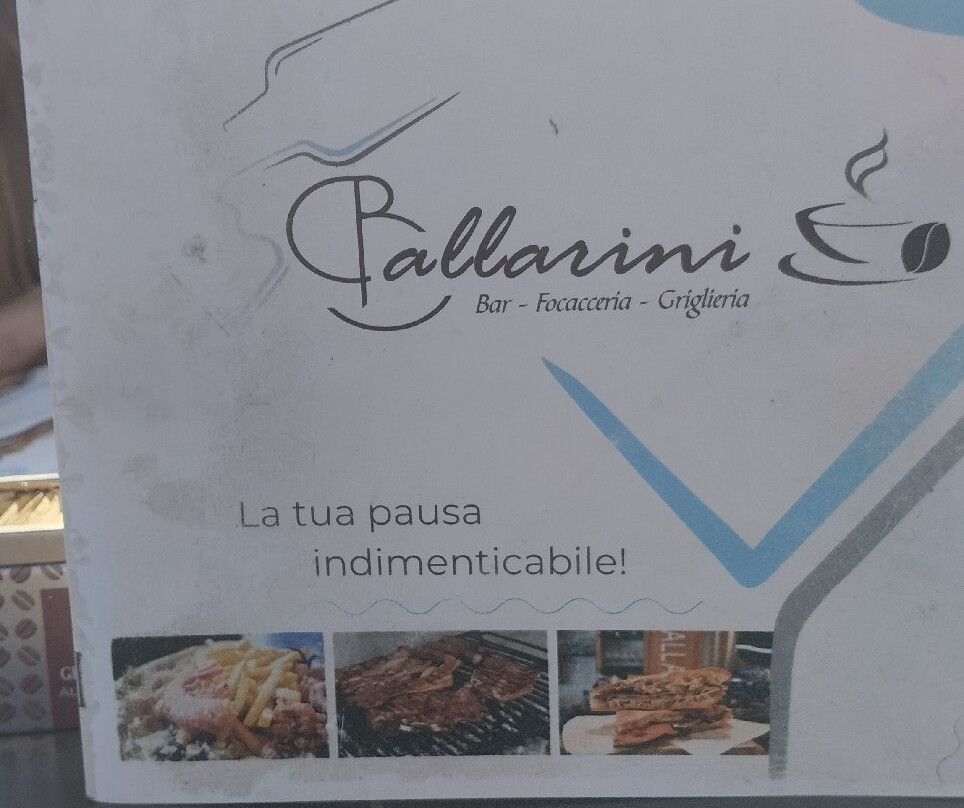 Ballarini
Bar - Focacceria - Griglieria
La tua pausa
indimenticabile!